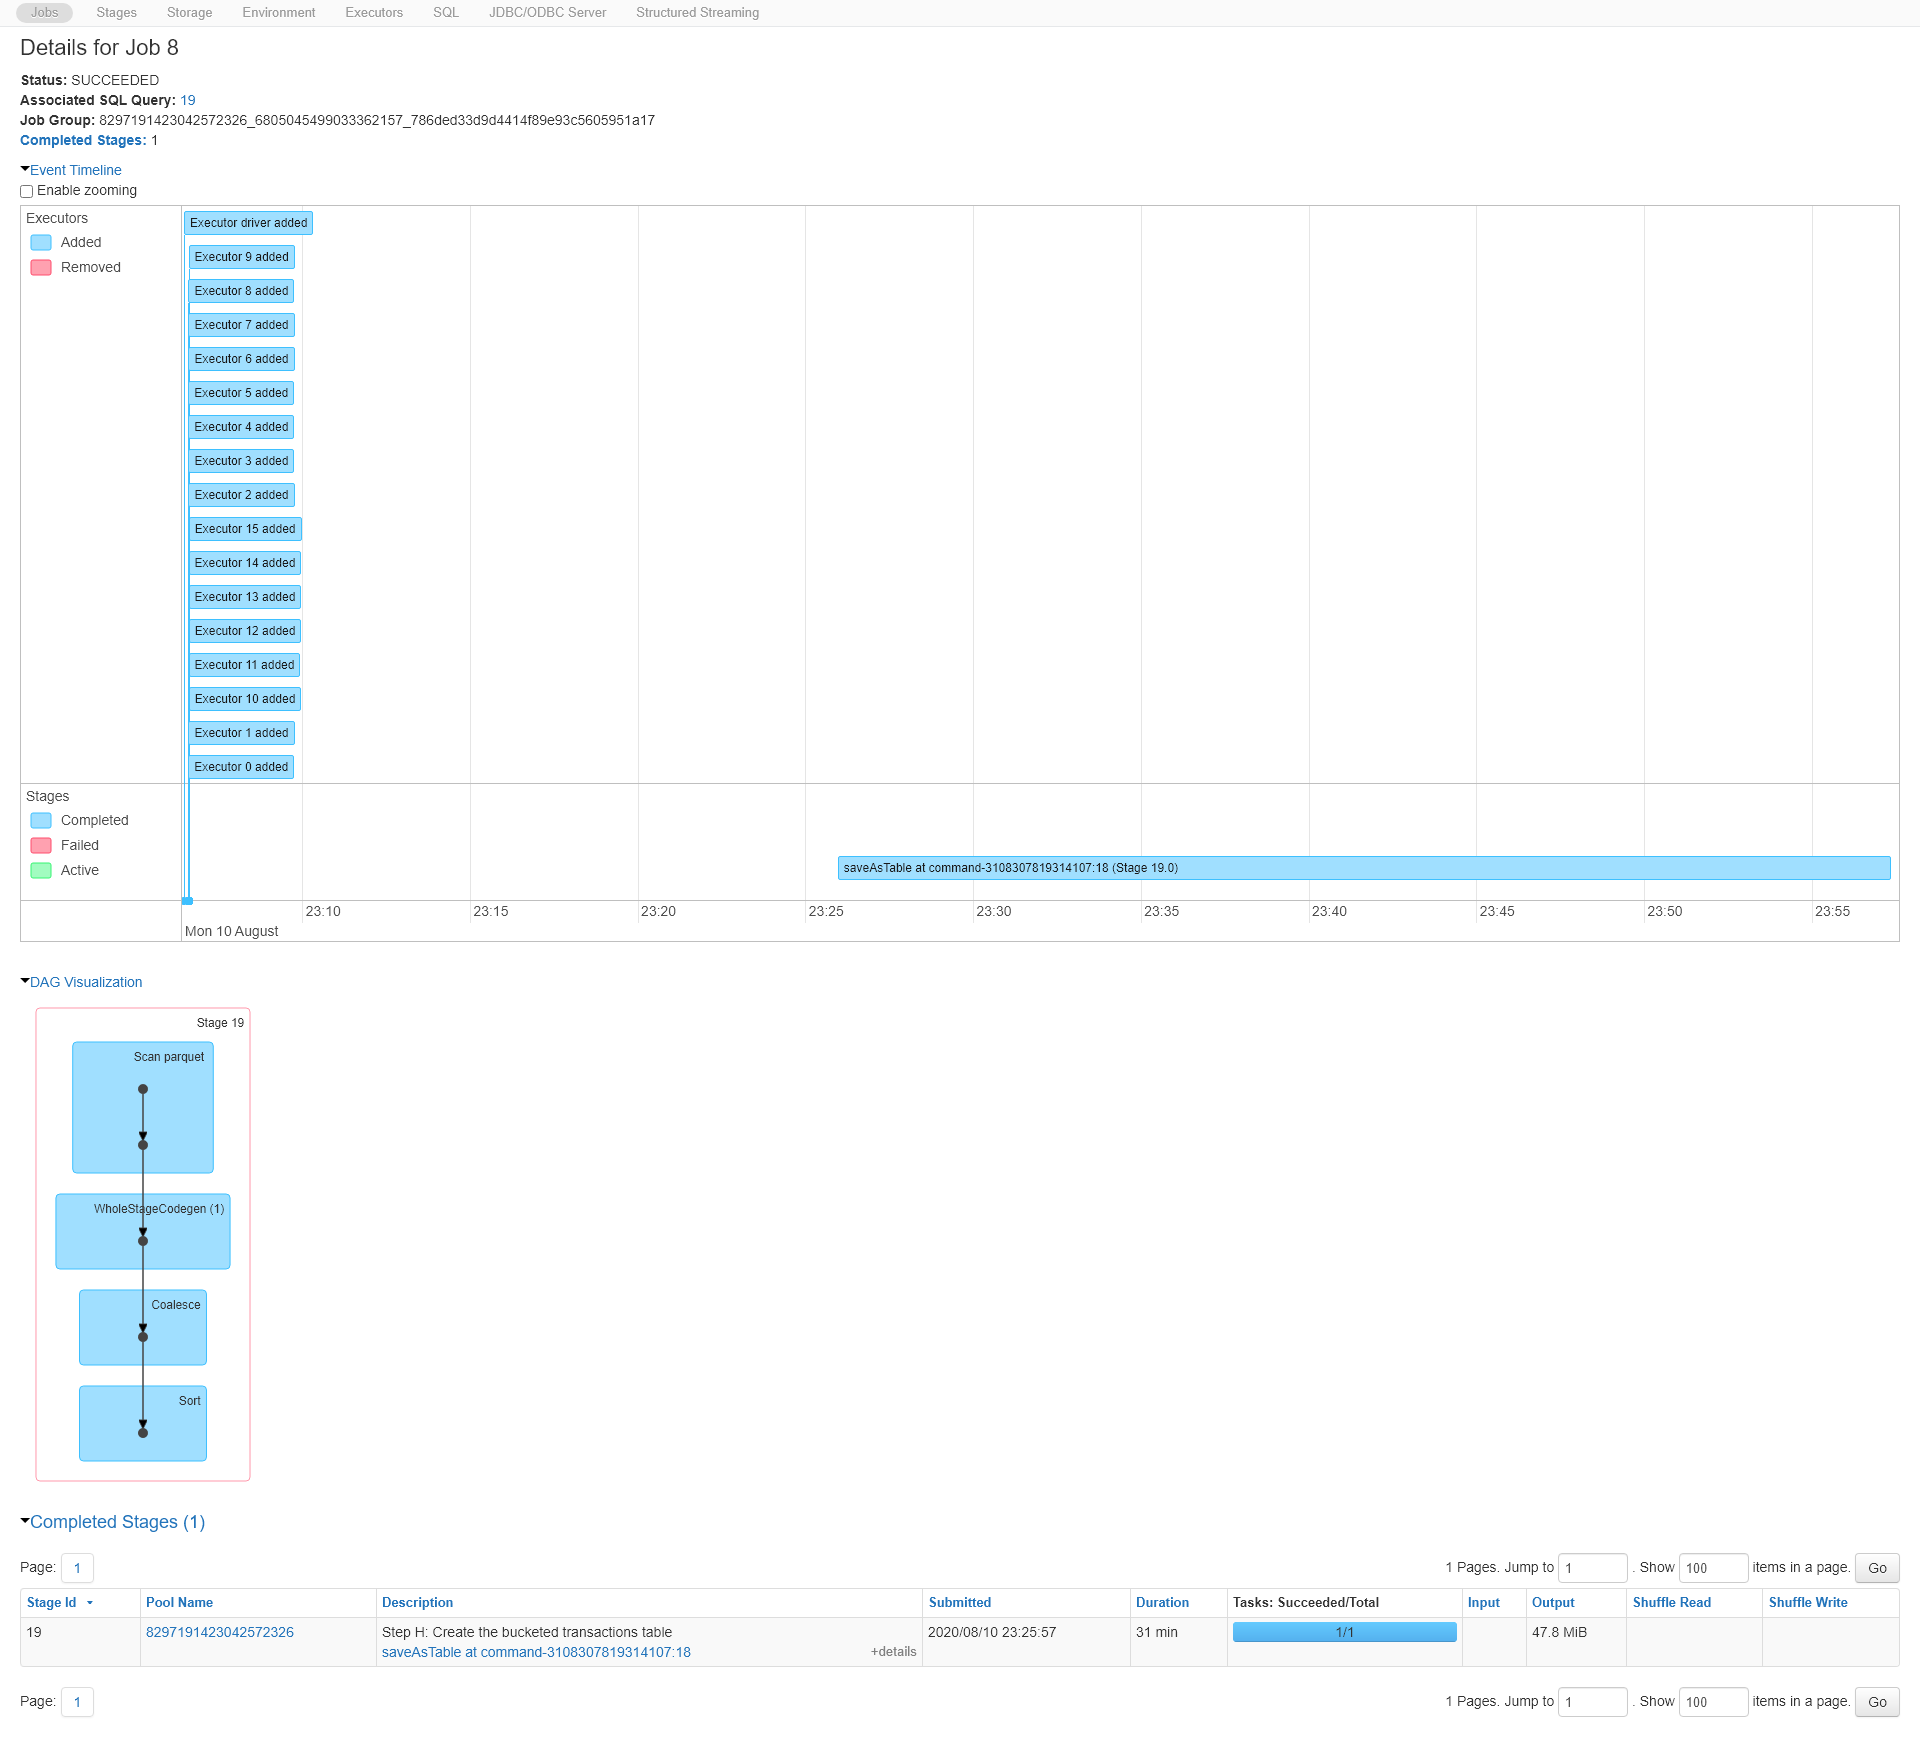 Jobs Stages Storage Environment Executors SQL JDBC/ODBC Server Structured Streaming
Details for Job 8
Status: SUCCEEDED
Associated SQL Query: 19
Job Group: 8297191423042572326_6805045499033362157_786ded33d9d4414f89e93c5605951a17
Completed Stages: 1
Event Timeline
Enable zooming
Executors
Added
Removed
Executor driver added
Executor 9 added
Executor 8 added
Executor 7 added
Executor 6 added
Executor 5 added
Executor 4 added
Executor 3 added
Executor 2 added
Executor 15 added
Executor 14 added
Executor 13 added
Executor 12 added
Executor 11 added
Executor 10 added
Executor 1 added
Executor 0 added
Stages
Completed
Failed
Active
saveAsTable at command-3108307819314107:18 (Stage 19.0)
23:10 23:15 23:20 23:25 23:30 23:35 23:40 23:45 23:50 23:55
Mon 10 August
DAG Visualization
Stage 19
Scan parquet
WholeStageCodegen (1)
Coalesce
Sort
Completed Stages (1)
Page: 1 1 Pages. Jump to 1 . Show 100 items in a page. Go
Stage Id Pool Name Description Submitted Duration Tasks: Succeeded/Total Input Output Shuffle Read Shuffle Write
19 8297191423042572326 Step H: Create the bucketed transactions table 2020/08/10 23:25:57 31 min 1/1 47.8 MiB
saveAsTable at command-3108307819314107:18 +details
Page: 1 1 Pages. Jump to 1 . Show 100 items in a page. Go